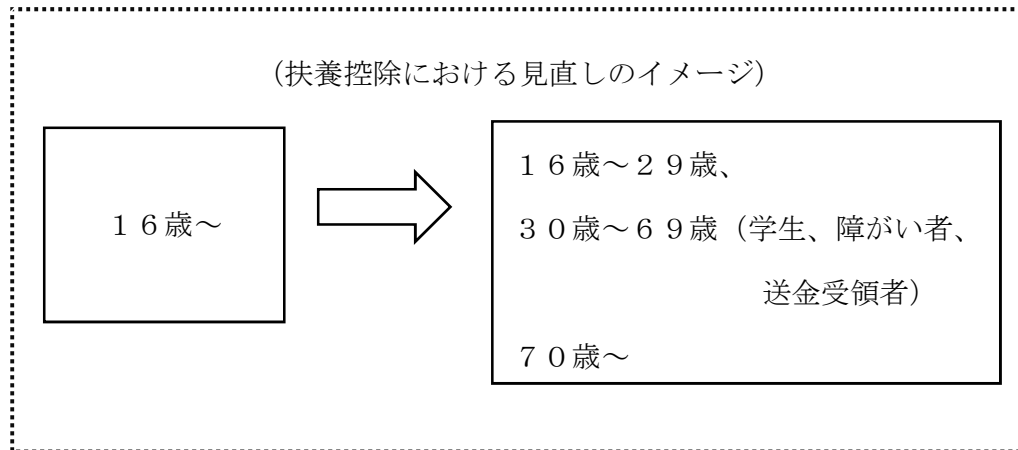 （扶養控除における見直しのイメージ）
１６歳～
１６歳～２９歳、
３０歳～６９歳（学生、障がい者、
送金受領者）
７０歳～